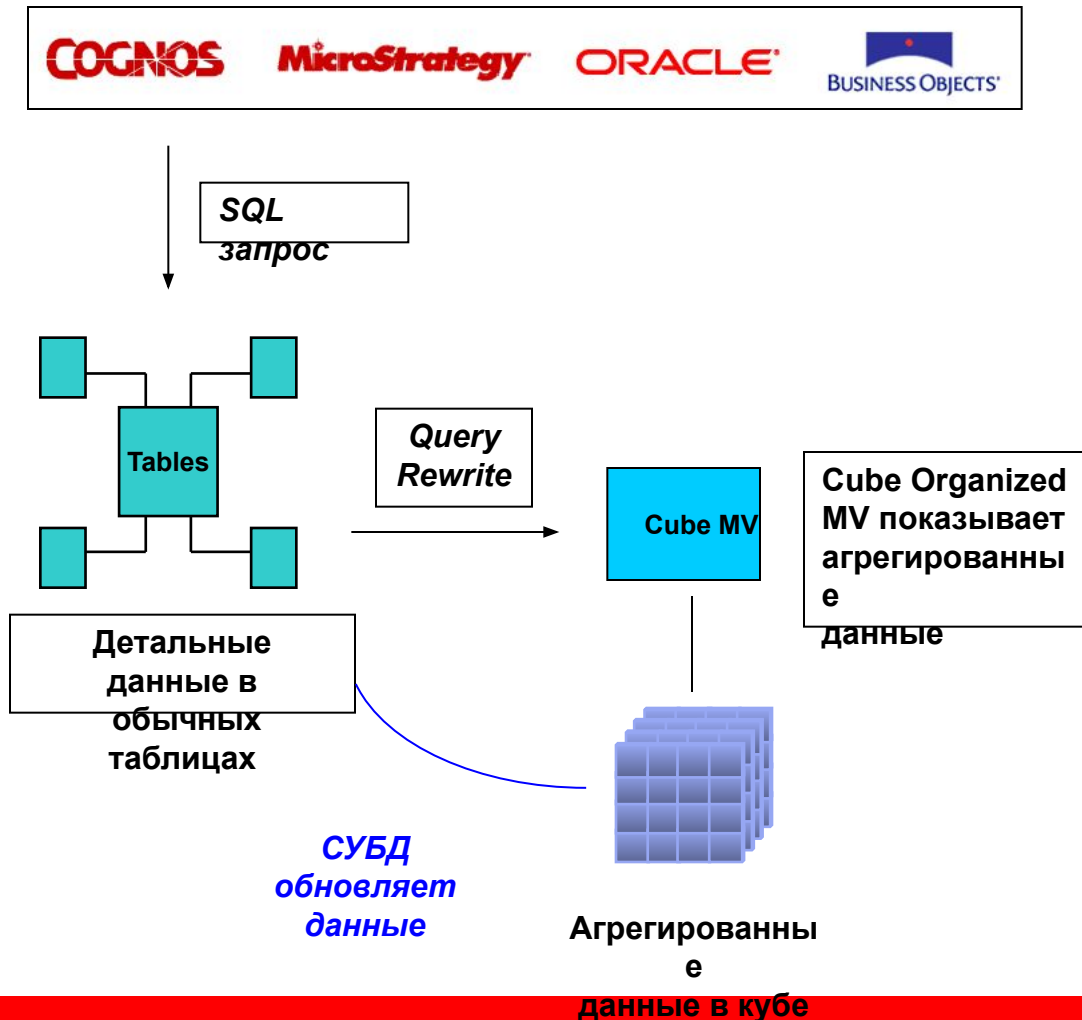 COGNOS MicroStrategy ORACLE BUSINESS OBJECTS
SQL
запрос
Tables
Query
Rewrite
Cube MV
Cube Organized
MV показывает
агрегированны
е
данные
Детальные
данные в
обычных
таблицах
СУБД
обновляет
данные
Агрегированны
е
данные в кубе